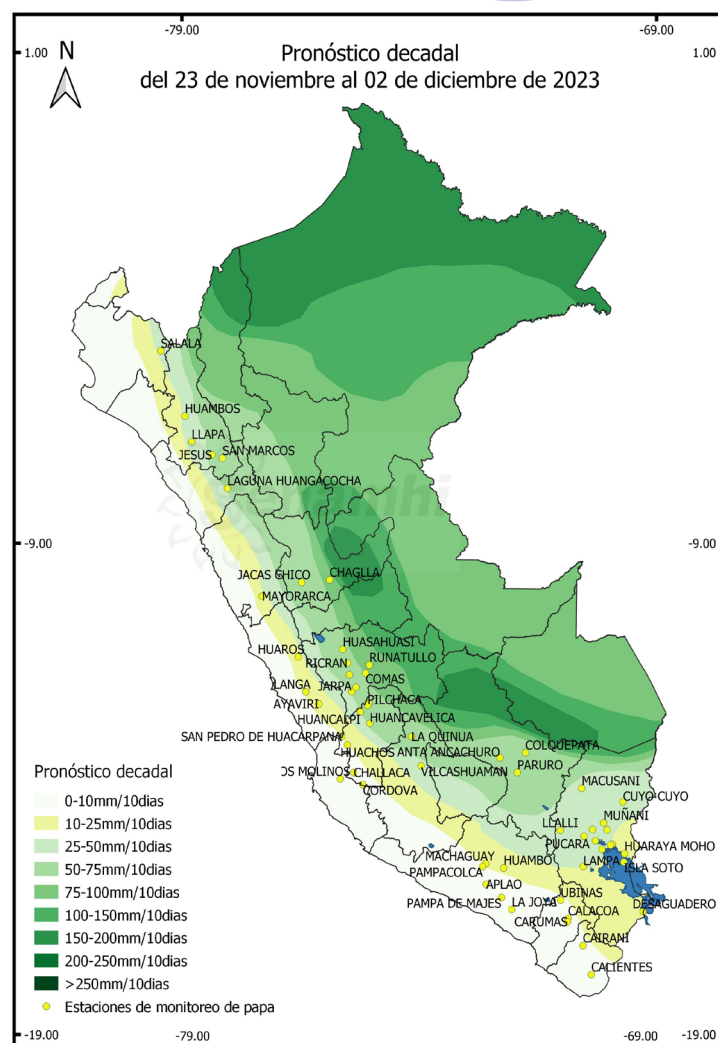 -79.00
-69.00
1.00
N
1.00
Pronóstico decadal
del 23 de noviembre al 02 de diciembre de 2023
SALALA
HUAMBOS
LLAPA
JESUS
SAN MARCOS
LAGUNA HUANGACOCHA
senamhi
-9.00
-9.00
JACAS CHICO
CHAGLLA
MAYORARCA
HUASAHUASI
HUAROS
RICRAN
RUNATULLO
COMAS
LANGA
JARPA
AYAVIRI
PILCHACA
HUANCALPI
HUANCAVELICA
SAN PEDRO DE HUACARPANA
LA QUINUA
HUACHOS
ANTA ANCACHURO
COLQUEPATA
CHALLACA
VILCASHUAMAN
PARURO
CORDOVA
MACUSANI
CUYO-CUYO
LLALLI
MUÑANI
PUCARA
HUARAYA MOHO
MACHAGUAY
HUAMBO
LAMPA
ISLA SOTO
PAMPACOLCA
APLAO
UBINAS
DESAGUADERO
PAMPA DE MAJES
LA JOYA
CALACOA
CARUMAS
CAIRANI
CALIENTES
Pronóstico decadal
0-10mm/10dias
10-25mm/10dias
25-50mm/10dias
50-75mm/10dias
75-100mm/10dias
100-150mm/10dias
150-200mm/10dias
200-250mm/10dias
>250mm/10dias
Estaciones de monitoreo de papa
-19.00
-19.00
-79.00
-69.00